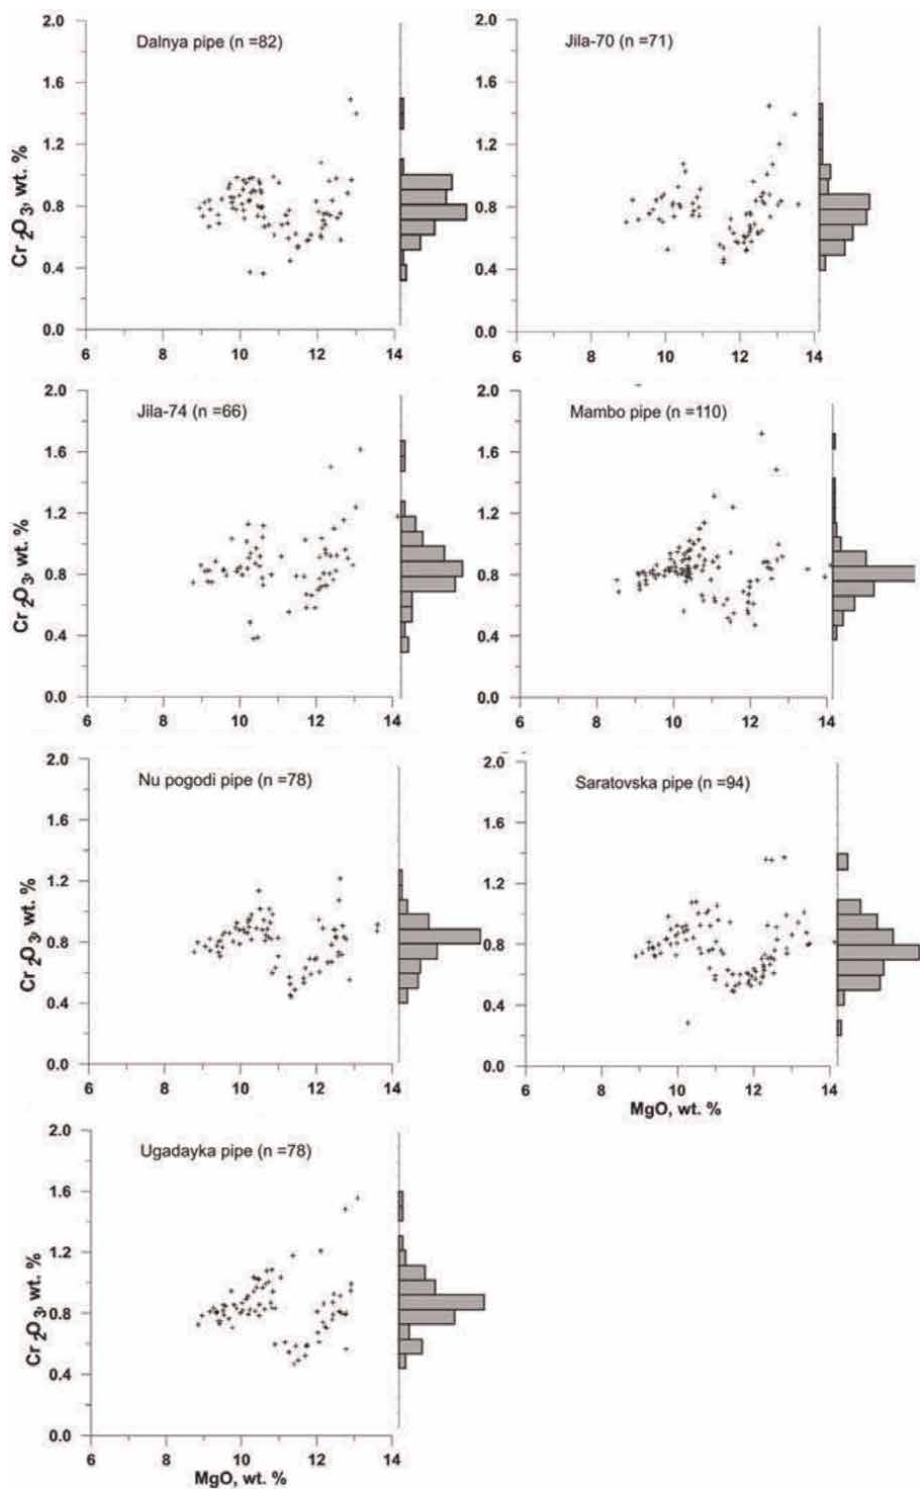 Dalnya pipe (n =82)
Cr2O3, wt. %
2.0
1.6
1.2
0.8
0.4
0.0
6 8 10 12 14
Jila-70 (n =71)
2.0
1.6
1.2
0.8
0.4
0.0
6 8 10 12 14
Jila-74 (n =66)
Cr2O3, wt. %
2.0
1.6
1.2
0.8
0.4
0.0
6 8 10 12 14
Mambo pipe (n =110)
2.0
1.6
1.2
0.8
0.4
0.0
6 8 10 12 14
Nu pogodi pipe (n =78)
Cr2O3, wt. %
2.0
1.6
1.2
0.8
0.4
0.0
6 8 10 12 14
Saratovska pipe (n =94)
2.0
1.6
1.2
0.8
0.4
0.0
6 8 10 12 14
MgO, wt. %
Ugadayka pipe (n =78)
Cr2O3, wt. %
2.0
1.6
1.2
0.8
0.4
0.0
6 8 10 12 14
MgO, wt. %